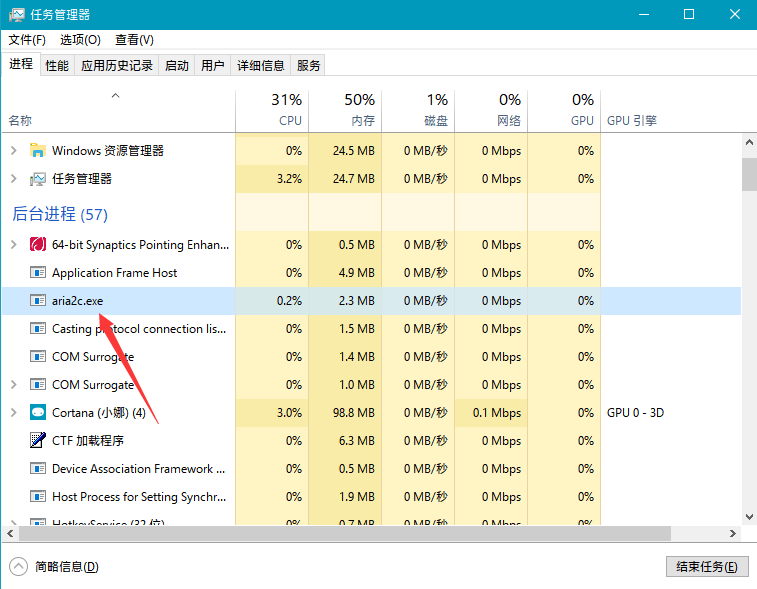 任务管理器
文件(F) 选项(O) 查看(V)
进程 性能 应用历史记录 启动 用户 详细信息 服务
31% 50% 1% 0% 0%
名称 CPU 内存 磁盘 网络 GPU GPU 引擎
Windows 资源管理器 0% 24.5 MB 0 MB/秒 0 Mbps 0%
任务管理器 3.2% 24.7 MB 0 MB/秒 0 Mbps 0%
后台进程 (57)
64-bit Synaptics Pointing Enhan... 0% 0.5 MB 0 MB/秒 0 Mbps 0%
Application Frame Host 0% 4.9 MB 0 MB/秒 0 Mbps 0%
aria2c.exe 0.2% 2.3 MB 0 MB/秒 0 Mbps 0%
Casting protocol connection lis... 0% 1.5 MB 0 MB/秒 0 Mbps 0%
COM Surrogate 0% 1.4 MB 0 MB/秒 0 Mbps 0%
COM Surrogate 0% 1.0 MB 0 MB/秒 0 Mbps 0%
Cortana (小娜) (4) 3.0% 98.8 MB 0 MB/秒 0.1 Mbps 0% GPU 0 - 3D
CTF 加载程序 0% 6.3 MB 0 MB/秒 0 Mbps 0%
Device Association Framework ... 0% 0.5 MB 0 MB/秒 0 Mbps 0%
Host Process for Setting Synchr... 0% 1.9 MB 0 MB/秒 0 Mbps 0%
HotkeyService (32 位) 0% 0.7 MB 0 MB/秒 0 Mbps 0%
简略信息(D) 结束任务(E)